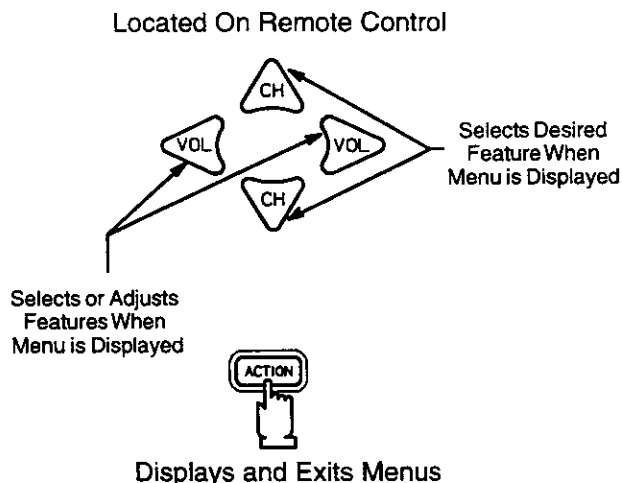 Located On Remote Control
CH
VOL
VOL
CH
Selects Desired
Feature When
Menu is Displayed
Selects or Adjusts
Features When
Menu is Displayed
ACTION
Displays and Exits Menus